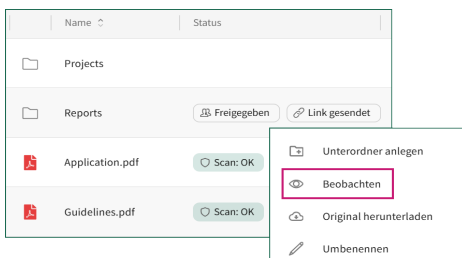 Name Status
Projects
Reports Freigegeben Link gesendet
Application.pdf Scan: OK
Guidelines.pdf Scan: OK
Unterordner anlegen
Beobachten
Original herunterladen
Umbenennen